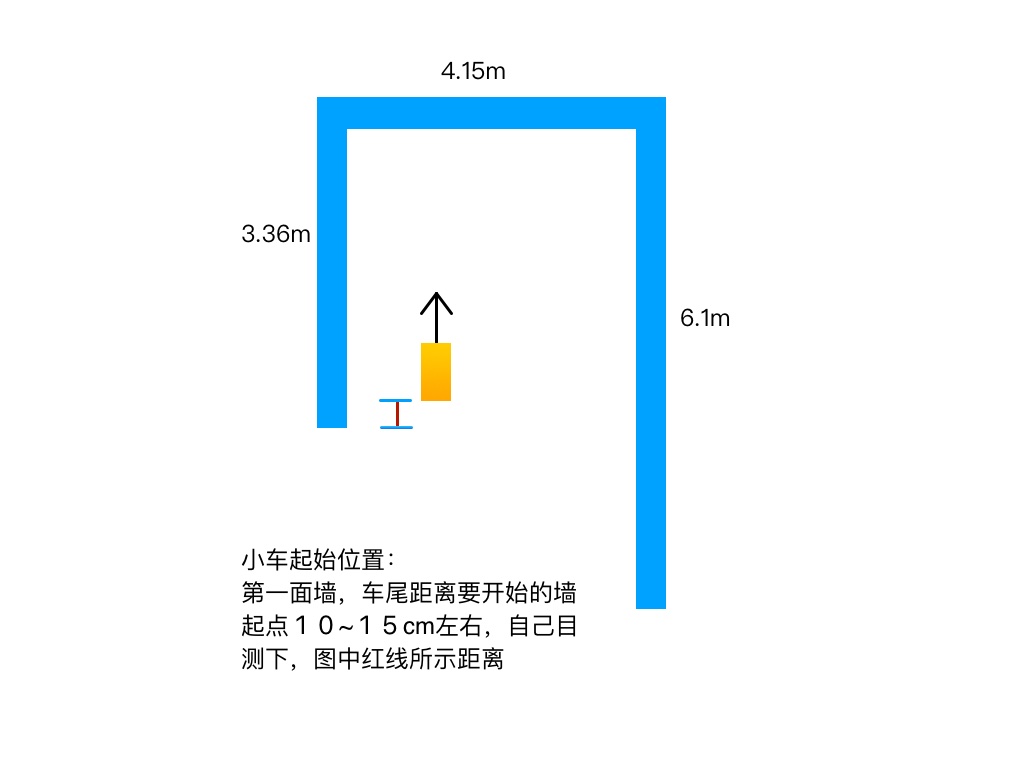 4.15m
3.36m
6.1m
小车起始位置：
第一面墙，车尾距离要开始的墙
起点１０~１５cm左右，自己目
测下，图中红线所示距离